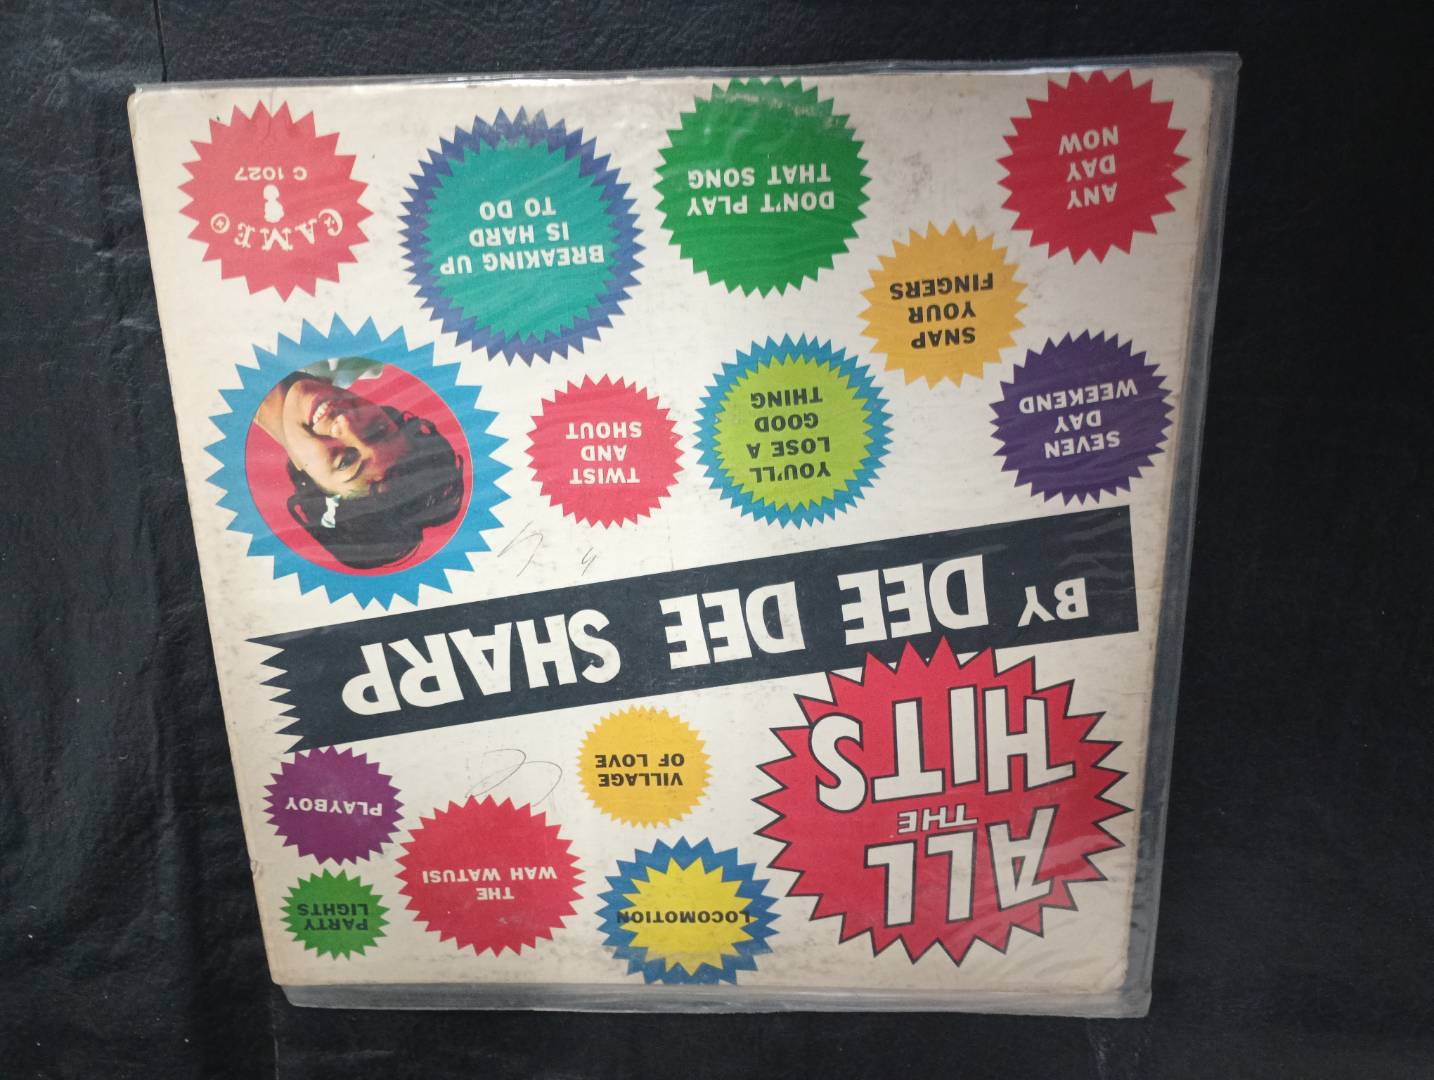 ALL
THE
HITS
LOCOMOTION
THE
WAH WATUSI
PARTY
LIGHTS
VILLAGE
OF LOVE
PLAYBOY
BY DEE DEE DEE SHARP
SEVEN
DAY
WEEKEND
YOU'LL
LOSE A
GOOD
THING
TWIST
AND
SHOUT
SNAP
YOUR
FINGERS
ANY
DAY
NOW
DON'T PLAY
THAT SONG
BREAKING UP
IS HARD
TO DO
CAMEO
C 1027